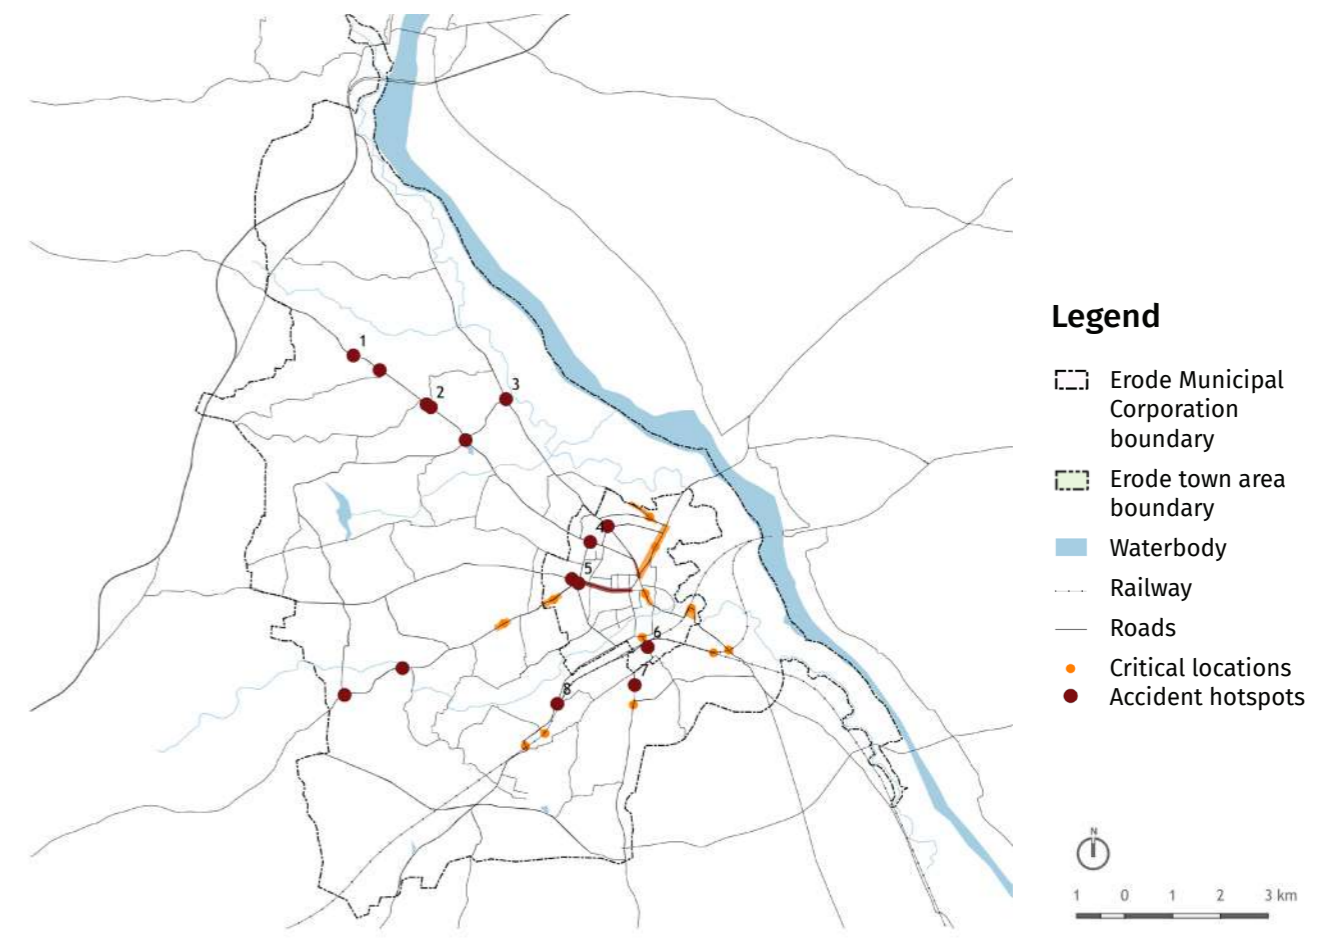 1
2
3
4
5
6
7
8
Legend
Erode Municipal
Corporation
boundary
Erode town area
boundary
Waterbody
Railway
Roads
Critical locations
Accident hotspots
N
1 0 1 2 3 km